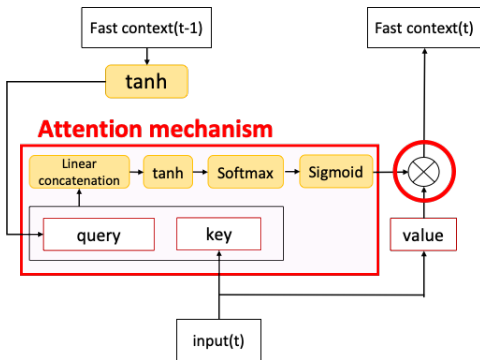 Fast context(t-1)
Fast context(t)
tanh
Attention mechanism
Linear
concatenation
tanh
Softmax
Sigmoid
query
key
value
input(t)